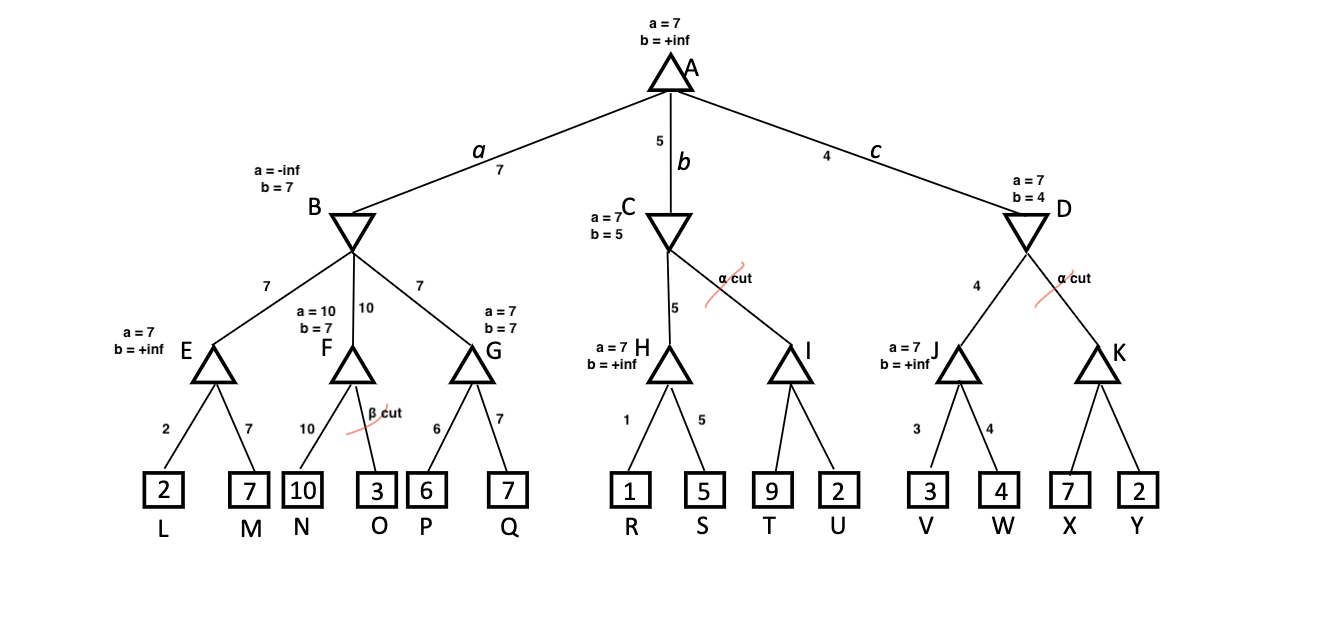 a = 7
b = +inf
A
a
7
5
b
4
c
a = -inf
b = 7
B
a = 7
b = 5
C
a = 7
b = 4
D
7
10
7
5
α cut
4
α cut
a = 7
b = +inf
E
a = 10
b = 7
F
a = 7
b = 7
G
a = 7
b = +inf
H
I
a = 7
b = +inf
J
K
2
7
10
β cut
6
7
1
5
3
4
2
7
10
3
6
7
1
5
9
2
3
4
7
2
L
M
N
O
P
Q
R
S
T
U
V
W
X
Y